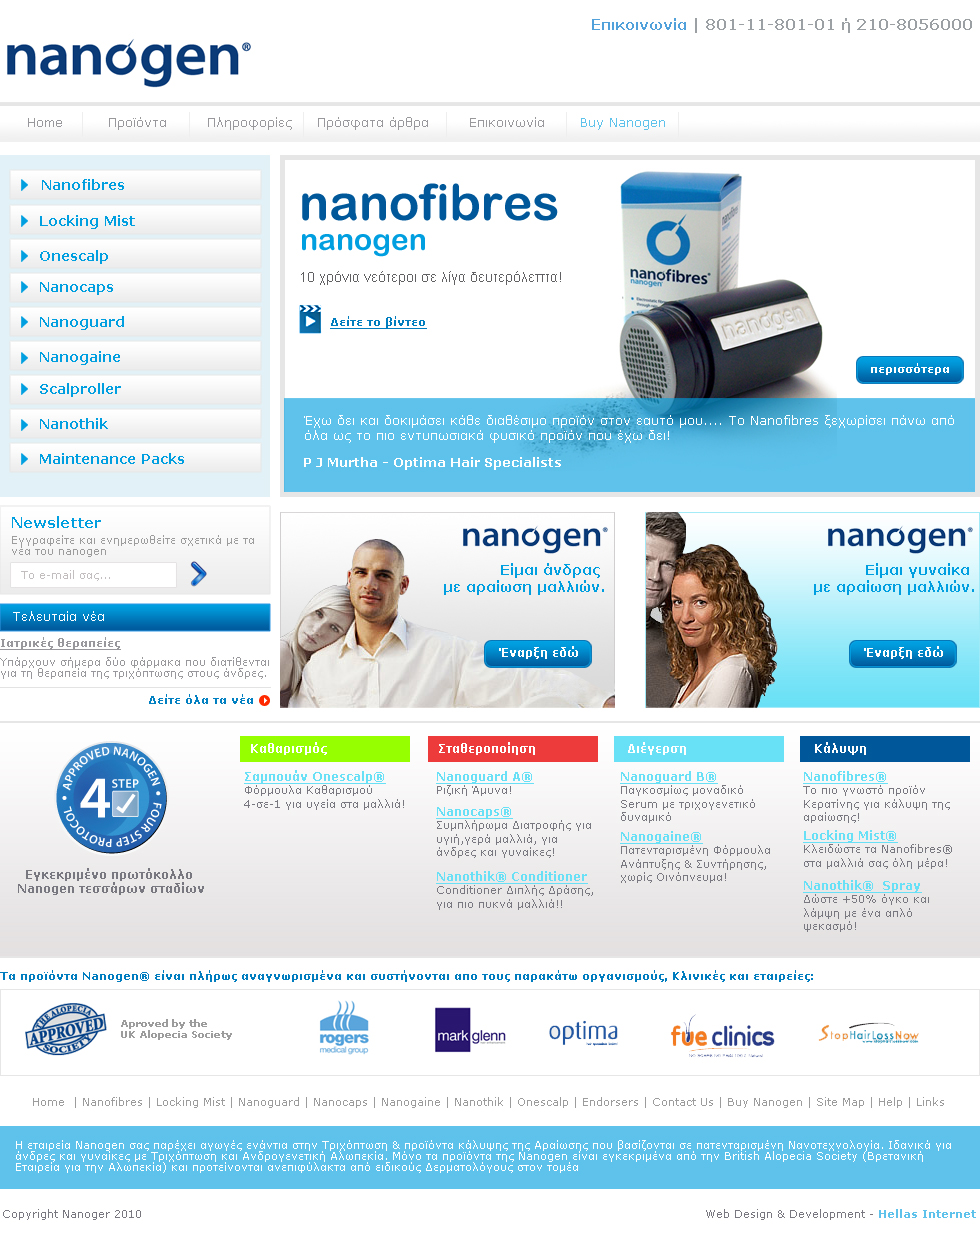 Επικοινωνία | 801-11-801-01 ή 210-8056000
nanogen®
Home
Προϊόντα
Πληροφορίες
Πρόσφατα άρθρα
Επικοινωνία
Buy Nanogen
Nanofibres
Locking Mist
Onescalp
Nanocaps
Nanoguard
Nanogaine
Scalproller
Nanothik
Maintenance Packs
nanofibres
nanogen
10 χρόνια νεότεροι σε λίγα δευτερόλεπτα!
Δείτε το βίντεο
nanofibres
nanogen
nanogen
περισσότερα
Έχω δει και δοκιμάσει κάθε διαθέσιμο προϊόν στον εαυτό μου.... Το Nanofibres ξεχωρίσει πάνω από
όλα ως το πιο εντυπωσιακά φυσικό προϊόν που έχω δει!
P J Murtha - Optima Hair Specialists
Newsletter
Εγγραφείτε και ενημερωθείτε σχετικά με τα
νέα του nanogen
Το e-mail σας...
Τελευταία νέα
Ιατρικές θεραπείες
Υπάρχουν σήμερα δύο φάρμακα που διατίθενται
για τη θεραπεία της τριχόπτωσης στους άνδρες.
Δείτε όλα τα νέα
nanogen®
Είμαι άνδρας
με αραίωση μαλλιών.
Έναρξη εδώ
nanogen®
Είμαι γυναίκα
με αραίωση μαλλιών.
Έναρξη εδώ
APPROVED NANOGEN
4 STEP
FOUR STEP PROTOCOL
Εγκεκριμένο πρωτόκολλο
Nanogen τεσσάρων σταδίων
Καθαρισμός
Σαμπουάν Onescalp®
Φόρμουλα Καθαρισμού
4-σε-1 για υγεία στα μαλλιά!
Σταθεροποίηση
Nanoguard A®
Ριζική Άμυνα!
Nanocaps®
Συμπλήρωμα Διατροφής για
υγιή,γερά μαλλιά, για
άνδρες και γυναίκες!
Nanothik® Conditioner
Conditioner Διπλής Δράσης,
για πιο πυκνά μαλλιά!!
Διέγερση
Nanoguard B®
Παγκοσμίως μοναδικό
Serum με τριχογενετικό
δυναμικό
Nanogaine®
Πατενταρισμένη Φόρμουλα
Ανάπτυξης & Συντήρησης,
χωρίς Οινόπνευμα!
Κάλυψη
Nanofibres®
Το πιο γνωστό προϊόν
Κερατίνης για κάλυψη της
αραίωσης!
Locking Mist®
Κλειδώστε τα Nanofibres®
στα μαλλιά σας όλη μέρα!
Nanothik® Spray
Δώστε +50% όγκο και
λάμψη με ένα απλό
ψεκασμό!
Τα προϊόντα Nanogen® είναι πλήρως αναγνωρισμένα και συστήνονται απο τους παρακάτω οργανισμούς, Κλινικές και εταιρείες:
THE ALOPECIA
APPROVED
SOCIETY
Aproved by the
UK Alopecia Society
rogers
medical group
mark glenn
optima
fue clinics
StopHairLossNow
Home | Nanofibres | Locking Mist | Nanoguard | Nanocaps | Nanogaine | Nanothik | Onescalp | Endorsers | Contact Us | Buy Nanogen | Site Map | Help | Links
Η εταιρεία Nanogen σας παρέχει αγωγές ενάντια στην Τριχόπτωση & προϊόντα κάλυψης της Αραίωσης που βασίζονται σε πατενταρισμένη Νανοτεχνολογία. Ιδανικά για
άνδρες και γυναίκες με Τριχόπτωση και Ανδρογενετική Αλωπεκία. Μόνο τα προϊόντα της Nanogen είναι εγκεκριμένα από την British Alopecia Society (Βρετανική
Εταιρεία για την Αλωπεκία) και προτείνονται ανεπιφύλακτα από ειδικούς Δερματολόγους στον τομέα
Copyright Nanoger 2010
Web Design & Development - Hellas Internet